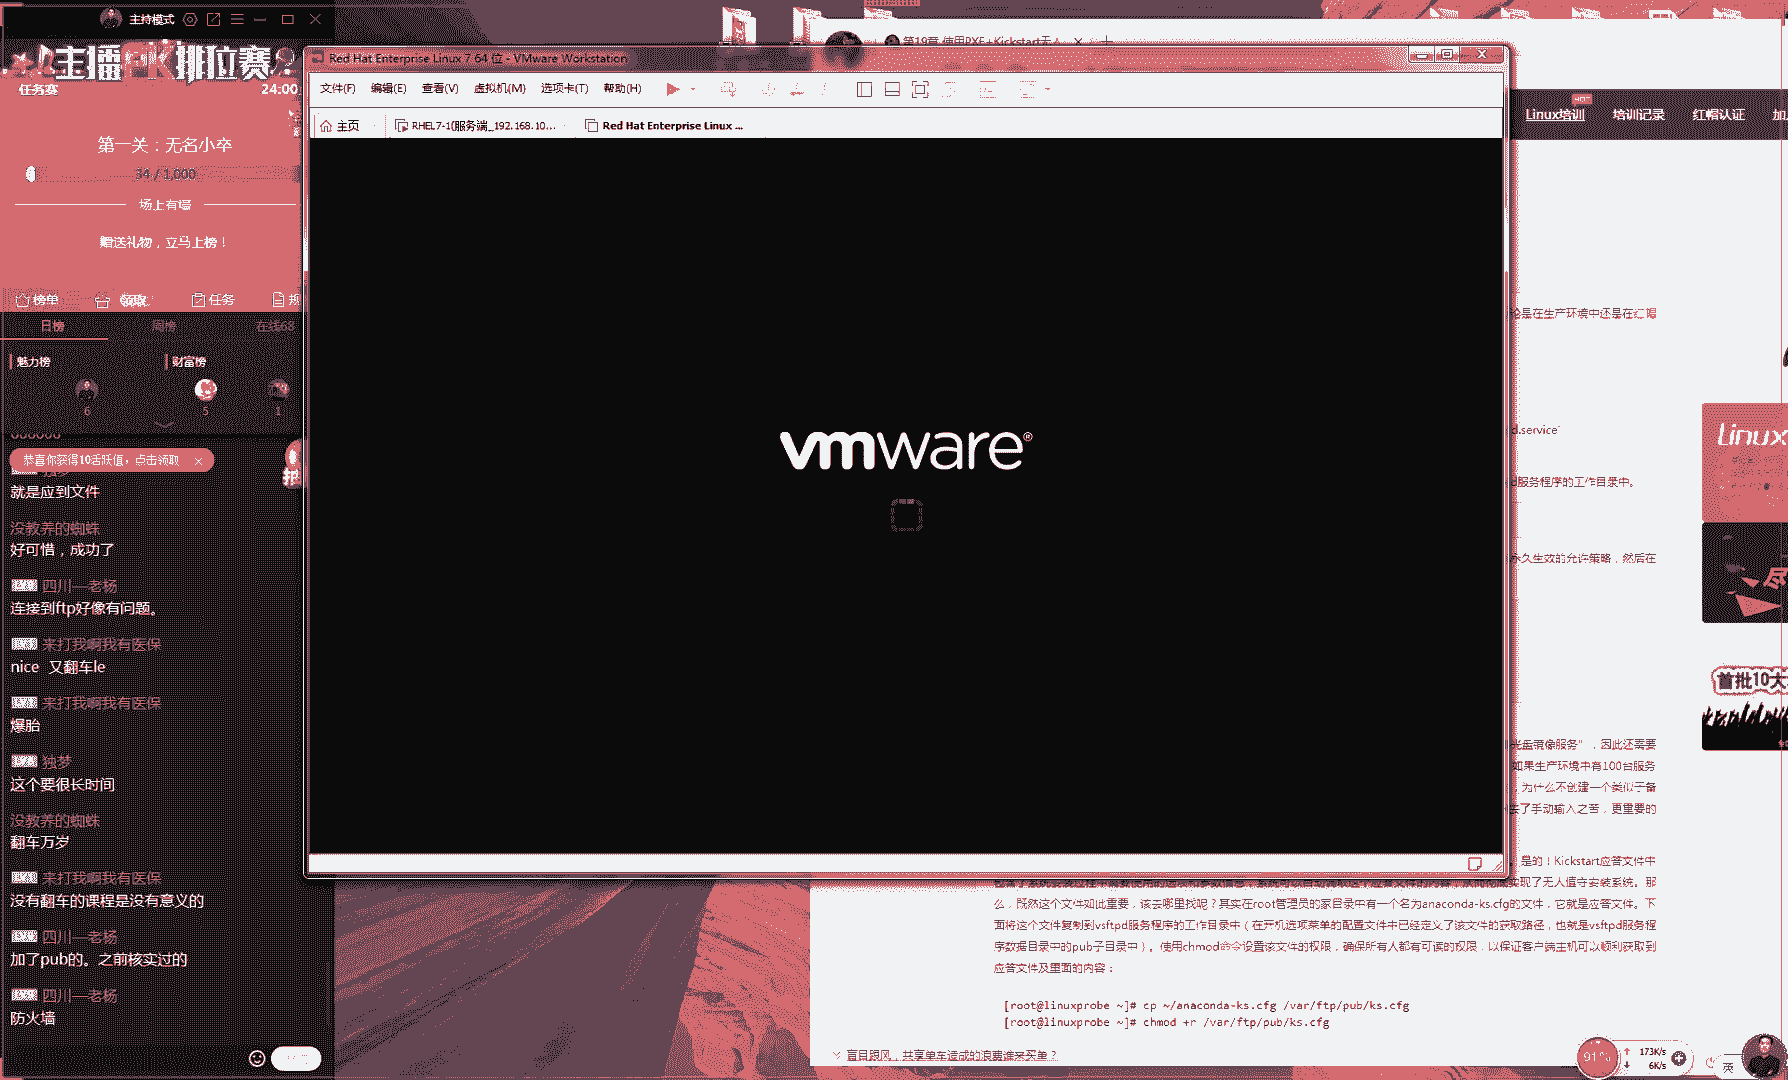 主持模式
主播PK排位赛
任务赛
24:00
第一关：无名小卒
34 / 1,000
场上有喵
赠送礼物，立马上榜！
榜单
领取
任务
日榜
周榜
在线68
魅力榜
财富榜
6
5
1
恭喜你获得10活跃值，点击领取
就是应到文件
没教养的蜘蛛
好可惜，成功了
四川—老杨
连接到ftp好像有问题。
来打我啊我有医保
nice 又翻车le
来打我啊我有医保
爆胎
独梦
这个要很长时间
没教养的蜘蛛
翻车万岁
来打我啊我有医保
没有翻车的课程是没有意义的
四川—老杨
加了pub的。之前核实过的
四川—老杨
防火墙
第19章 使用PXE+Kickstart无人
Red Hat Enterprise Linux 7 64 位 - VMware Workstation
文件(F) 编辑(E) 查看(V) 虚拟机(M) 选项卡(T) 帮助(H)
主页
RHEL7-1(服务端_192.168.10...
Red Hat Enterprise Linux ...
vmware®
HOT
Linux培训
培训记录
红帽认证
论是在生产环境中还是在红帽
d.service`
服务程序的工作目录中。
永久生效的允许策略，然后在
Linux
尽
首批10大
光盘镜像服务”，因此还需要
如果生产环境中有100台服务
，为什么不创建一个类似于备
了手动输入之苦，更重要的
是的！Kickstart应答文件中
实现了无人值守安装系统。那
么，既然这个文件如此重要，该去哪里找呢？其实在root管理员的家目录中有一个名为anaconda-ks.cfg的文件，它就是应答文件。下
面将这个文件复制到vsftpd服务程序的工作目录中（在开机选项菜单的配置文件中已经定义了该文件的获取路径，也就是vsftpd服务程
序数据目录中的pub子目录中）。使用chmod命令设置该文件的权限，确保所有人都有可读的权限，以保证客户端主机可以顺利获取到
应答文件及里面的内容：
[root@linuxprobe ~]# cp ~/anaconda-ks.cfg /var/ftp/pub/ks.cfg
[root@linuxprobe ~]# chmod +r /var/ftp/pub/ks.cfg
盲目跟风，共享单车造成的浪费谁来买单？
91%
173K/s
6K/s
英